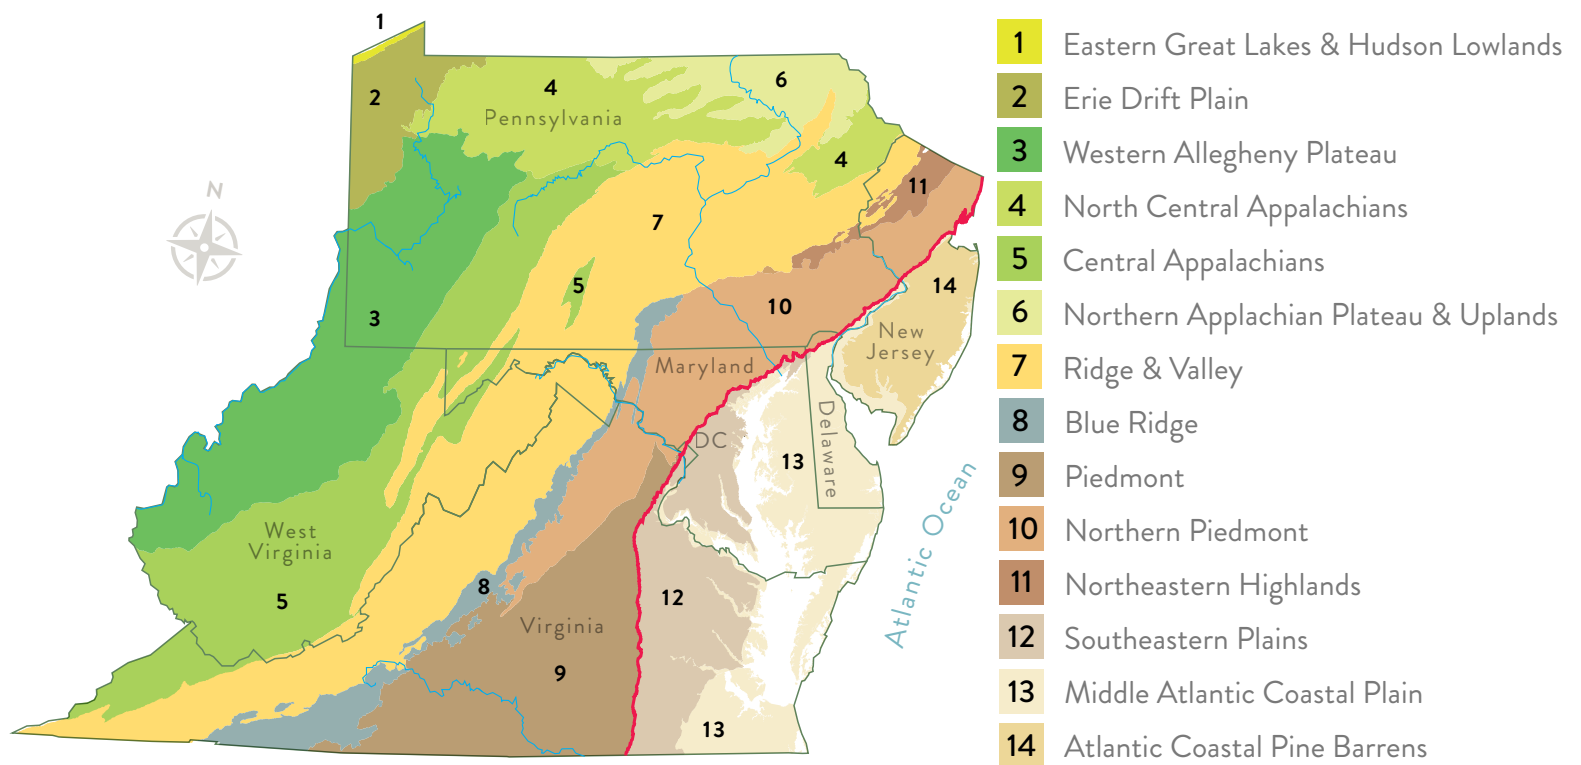 1
2
4
Pennsylvania
6
4
11
N
7
5
14
3
10
New
Jersey
Maryland
DC
Delaware
13
Atlantic Ocean
West
Virginia
5
8
12
Virginia
9
13
1 Eastern Great Lakes & Hudson Lowlands
2 Erie Drift Plain
3 Western Allegheny Plateau
4 North Central Appalachians
5 Central Appalachians
6 Northern Applachian Plateau & Uplands
7 Ridge & Valley
8 Blue Ridge
9 Piedmont
10 Northern Piedmont
11 Northeastern Highlands
12 Southeastern Plains
13 Middle Atlantic Coastal Plain
14 Atlantic Coastal Pine Barrens